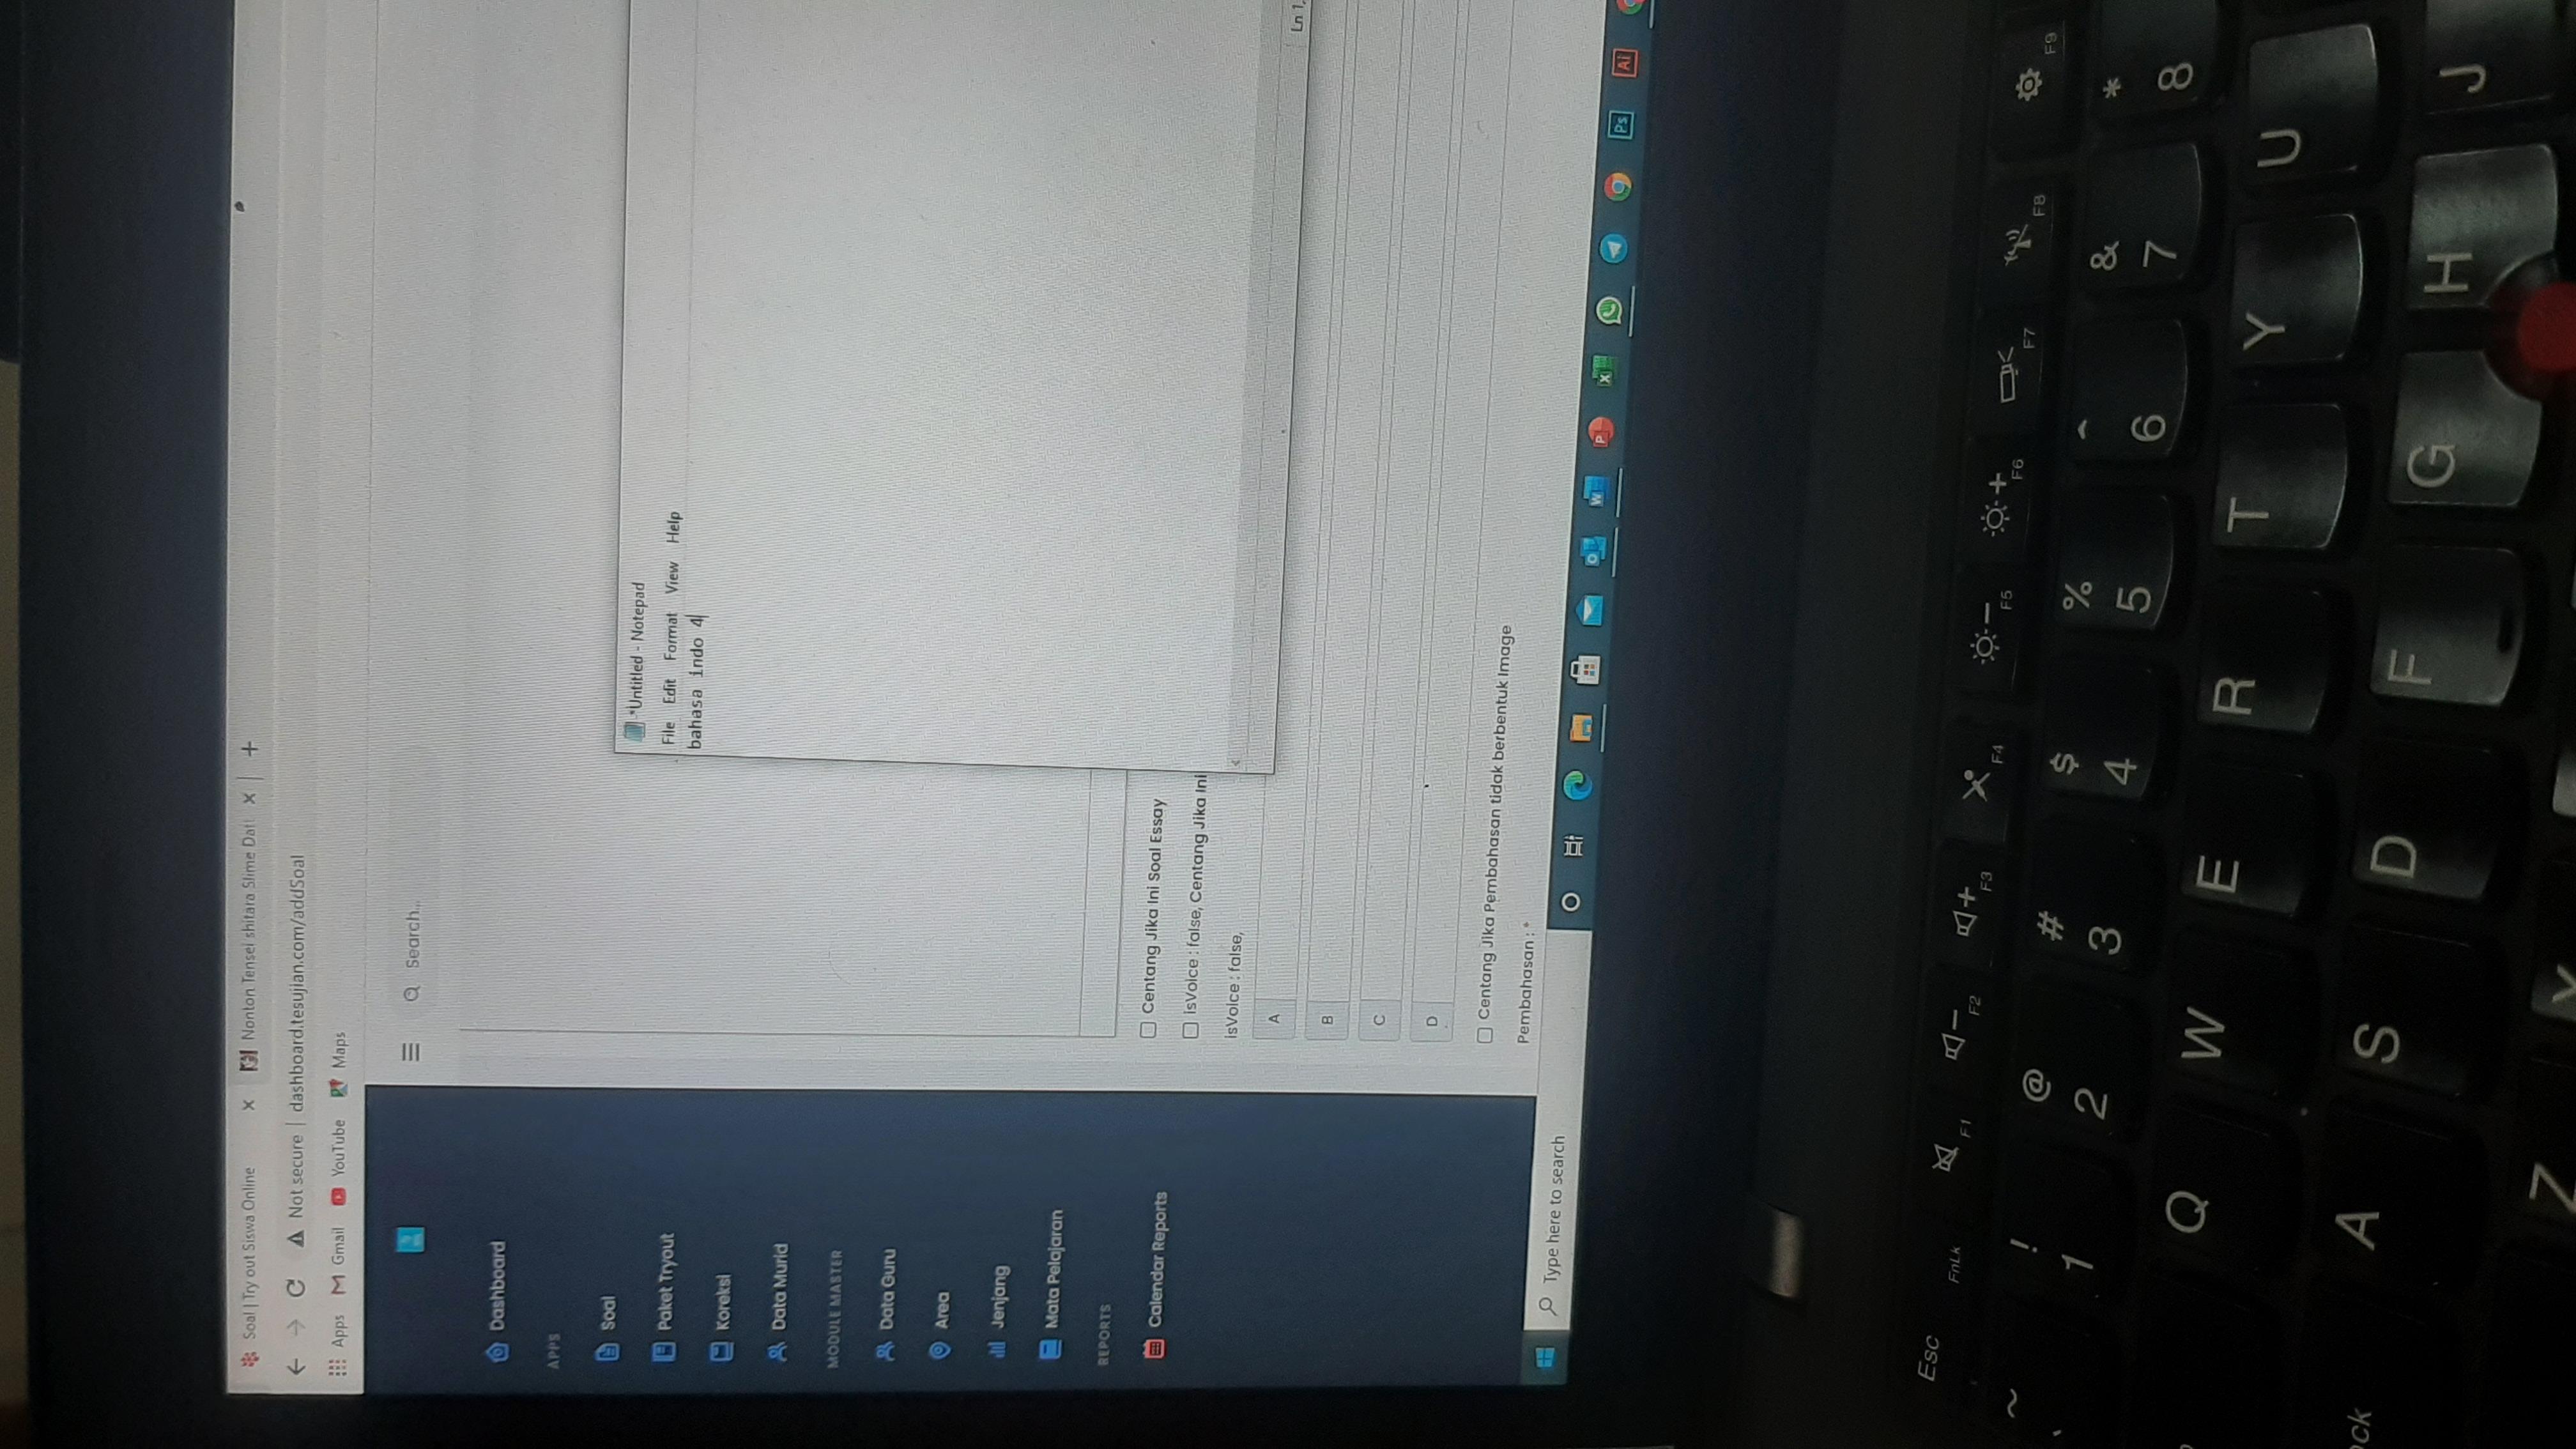 Soal | Try out Siswa Online
Nonton Tensei shitara Slime Datt
Not secure | dashboard.tesujian.com/addSoal
Apps Gmail YouTube Maps
Search...
Dashboard
APPS
Soal
Paket Tryout
Koreksi
Data Murid
MODULE MASTER
Data Guru
Area
Jenjang
Mata Pelajaran
REPORTS
Calendar Reports
*Untitled - Notepad
File Edit Format View Help
bahasa indo 4
Ln 1,
Centang Jika Ini Soal Essay
isVoice : false, Centang Jika Ini
isVoice : false,
A
B
C
D
Centang Jika Pembahasan tidak berbentuk Image
Pembahasan : *
Type here to search
O W P X Ps Ai
Esc FnLk F1 F2 F3 F4 F5 F6 F7 F8 F9
~ ! @ # $ % ^ & *
` 1 2 3 4 5 6 7 8
Q W E R T Y U
ock A S D F G H J
Z